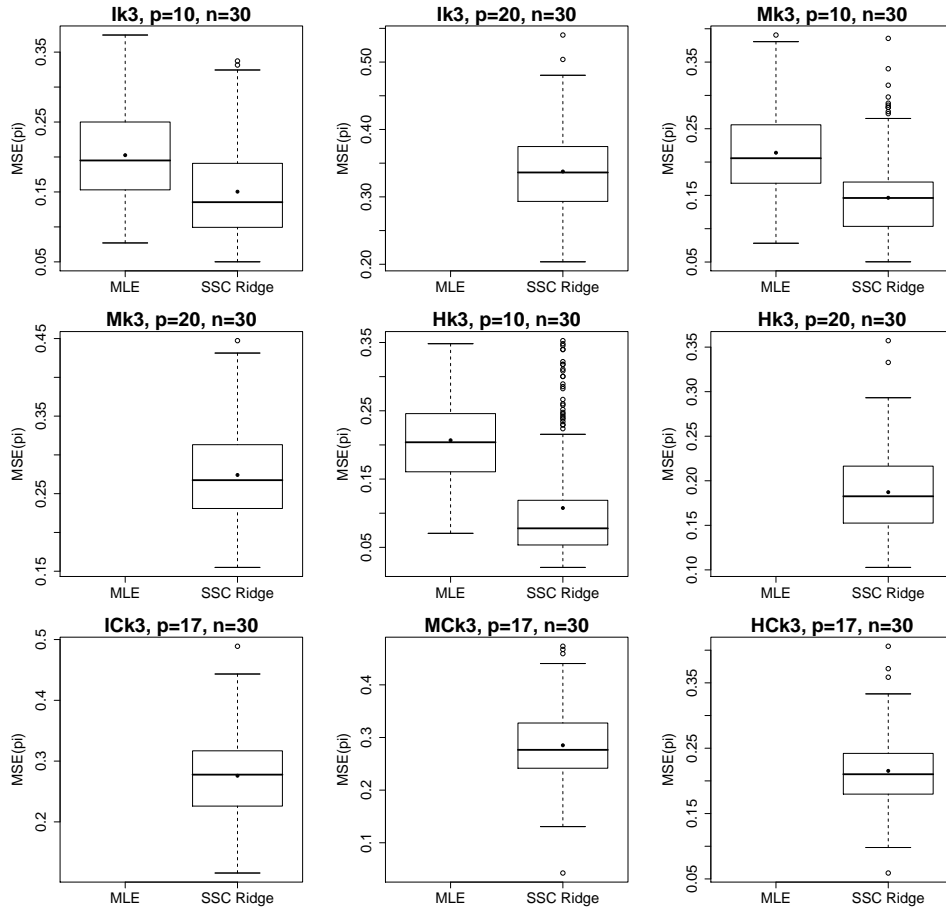 Ik3, p=10, n=30
MSE(pi)
0.05
0.15
0.25
0.35
MLE
SSC Ridge
Ik3, p=20, n=30
MSE(pi)
0.20
0.30
0.40
0.50
MLE
SSC Ridge
Mk3, p=10, n=30
MSE(pi)
0.05
0.15
0.25
0.35
MLE
SSC Ridge
Mk3, p=20, n=30
MSE(pi)
0.15
0.25
0.35
0.45
MLE
SSC Ridge
Hk3, p=10, n=30
MSE(pi)
0.05
0.15
0.25
0.35
MLE
SSC Ridge
Hk3, p=20, n=30
MSE(pi)
0.10
0.15
0.20
0.25
0.30
0.35
MLE
SSC Ridge
ICk3, p=17, n=30
MSE(pi)
0.2
0.3
0.4
0.5
MLE
SSC Ridge
MCk3, p=17, n=30
MSE(pi)
0.1
0.2
0.3
0.4
MLE
SSC Ridge
HCk3, p=17, n=30
MSE(pi)
0.05
0.15
0.25
0.35
MLE
SSC Ridge